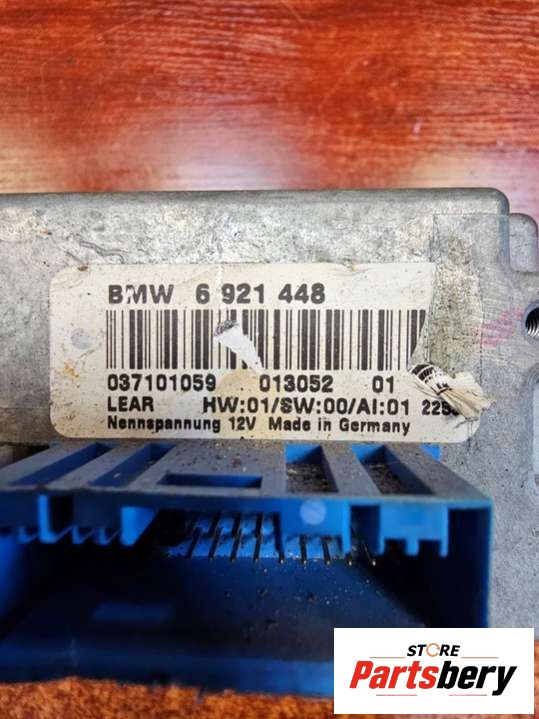 BMW 6 921 448
037101059 013052 01
LEAR HW:01/SW:00/AI:01
Nennspannung 12V Made in Germany
STORE
Partsbery